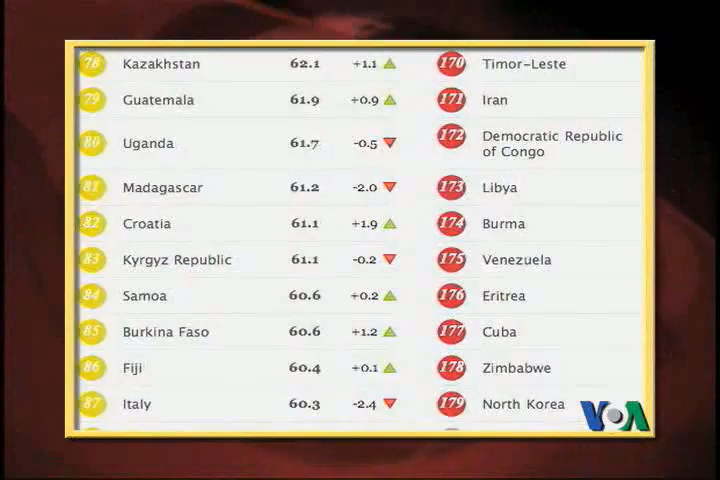 78 Kazakhstan 62.1 +1.1
79 Guatemala 61.9 +0.9
80 Uganda 61.7 -0.5
81 Madagascar 61.2 -2.0
82 Croatia 61.1 +1.9
83 Kyrgyz Republic 61.1 -0.2
84 Samoa 60.6 +0.2
85 Burkina Faso 60.6 +1.2
86 Fiji 60.4 +0.1
87 Italy 60.3 -2.4
170 Timor-Leste
171 Iran
172 Democratic Republic
of Congo
173 Libya
174 Burma
175 Venezuela
176 Eritrea
177 Cuba
178 Zimbabwe
179 North Korea
VOA